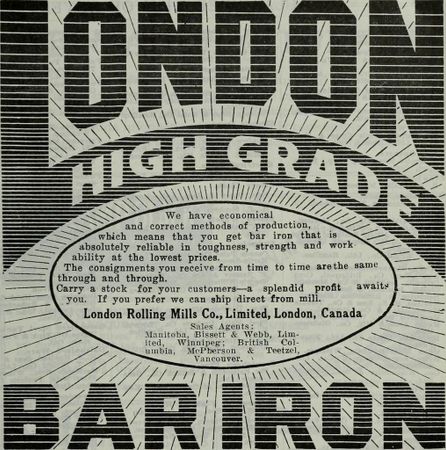 LONDON
HIGH GRADE
We have economical
and correct methods of production,
which means that you get bar iron that is
absolutely reliable in toughness, strength and work-
ability at the lowest prices.
The consignments you receive from time to time are the same
through and through.
Carry a stock for your customers—a splendid profit awaits
you. If you prefer we can ship direct from mill.
London Rolling Mills Co., Limited, London, Canada
Sales Agents:
Manitoba, Bissett & Webb, Lim-
ited, Winnipeg; British Col-
umbia, McPherson & Teetzel,
Vancouver.
BAR IRON